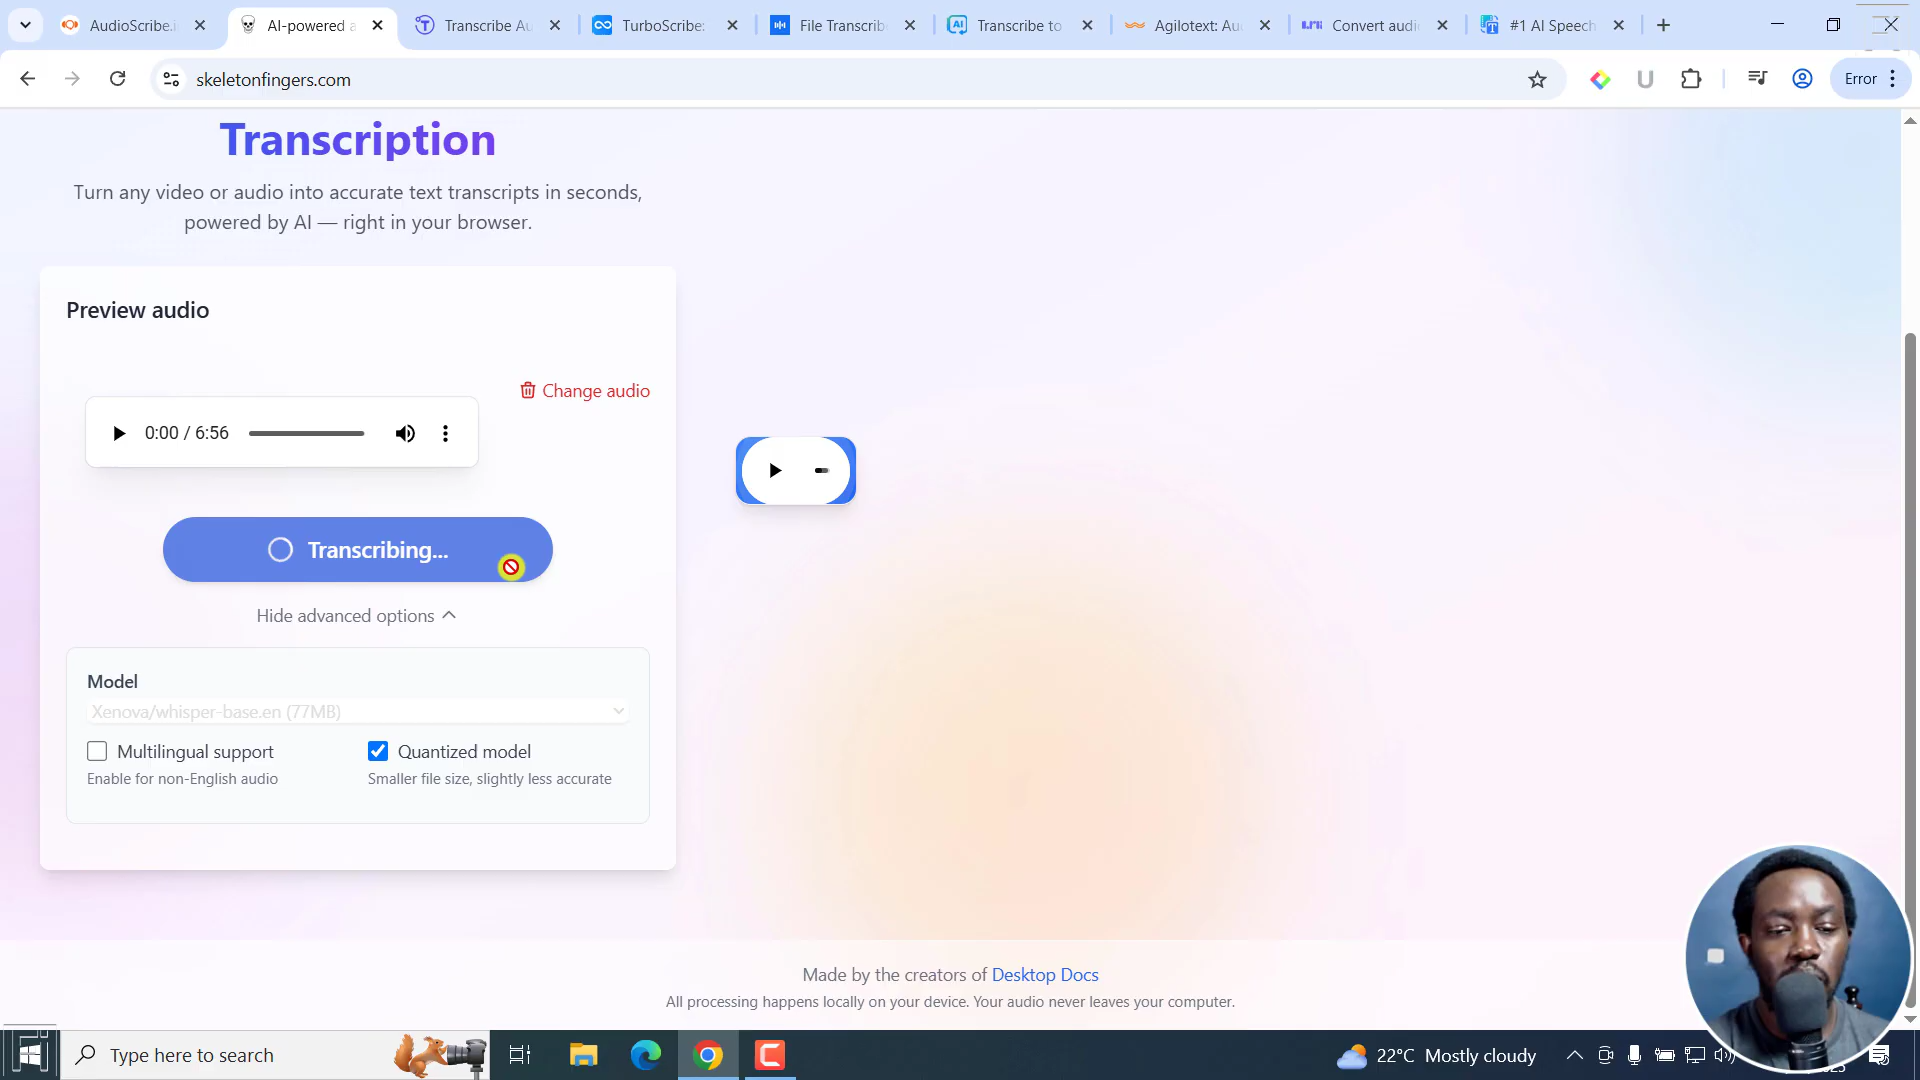 AudioScribe.i
AI-powered a
Transcribe Au
TurboScribe:
File Transcrib
Transcribe to
Agilotext: Au
Convert audi
#1 AI Speech
skeletonfingers.com
Error
Transcription
Turn any video or audio into accurate text transcripts in seconds,
powered by AI — right in your browser.
Preview audio
Change audio
0:00 / 6:56
Transcribing...
Hide advanced options
Model
Xenova/whisper-base.en (77MB)
Multilingual support
Quantized model
Enable for non-English audio
Smaller file size, slightly less accurate
Made by the creators of Desktop Docs
All processing happens locally on your device. Your audio never leaves your computer.
Type here to search
22°C Mostly cloudy